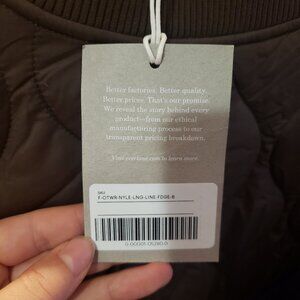 Better factories. Better quality.
Better prices. That's our promise.
We reveal the story behind every
product—from our ethical
manufacturing process to our
transparent pricing breakdown.
Visit everlane.com to learn more.
SKU
F-OTWR-NYLE-LNG-LINE-FDGE-6